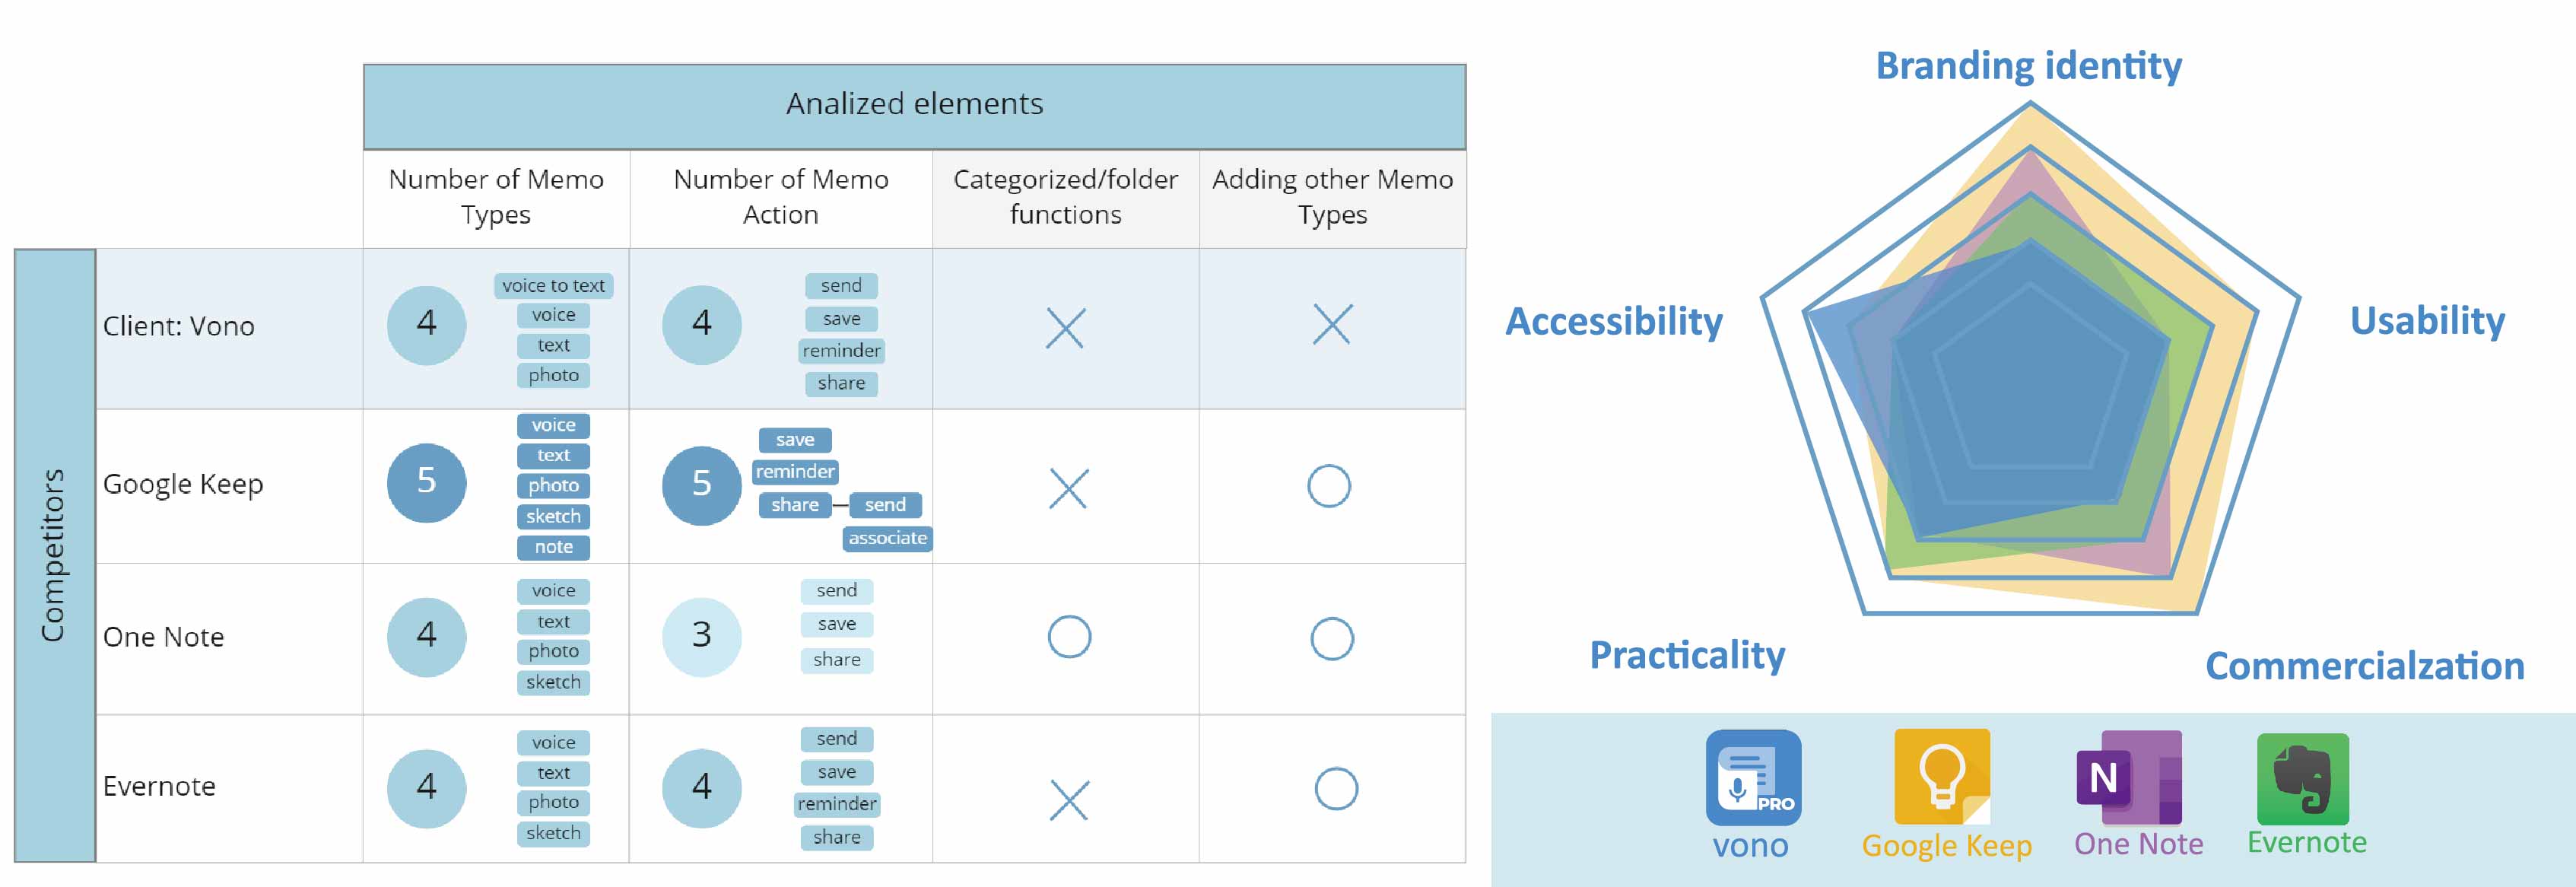 Analized elements
Number of Memo
Types
Number of Memo
Action
Categorized/folder
functions
Adding other Memo
Types
Competitors
Client: Vono
4
voice to text
voice
text
photo
4
send
save
reminder
share
Google Keep
5
voice
text
photo
sketch
note
5
save
reminder
share
send
associate
One Note
4
voice
text
photo
sketch
3
send
save
share
Evernote
4
voice
text
photo
sketch
4
send
save
reminder
share
Branding identity
Accessibility
Usability
Practicality
Commercialzation
PRO
vono
Google Keep
N
One Note
Evernote